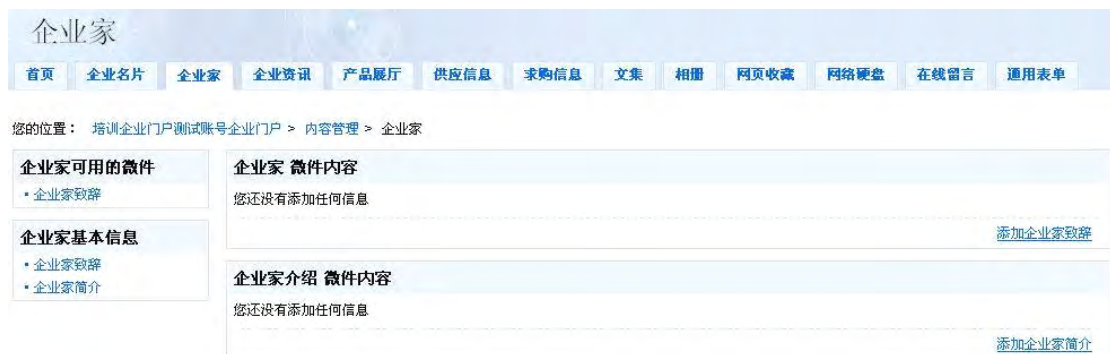 企业家
首页 企业名片 企业家 企业资讯 产品展厅 供应信息 求购信息 文集 相册 网页收藏 网络硬盘 在线留言 通用表单
您的位置： 培训企业门户测试账号企业门户 > 内容管理 > 企业家
企业家可用的微件
▪ 企业家致辞
企业家基本信息
▪ 企业家致辞
▪ 企业家简介
企业家 微件内容
您还没有添加任何信息
添加企业家致辞
企业家介绍 微件内容
您还没有添加任何信息
添加企业家简介